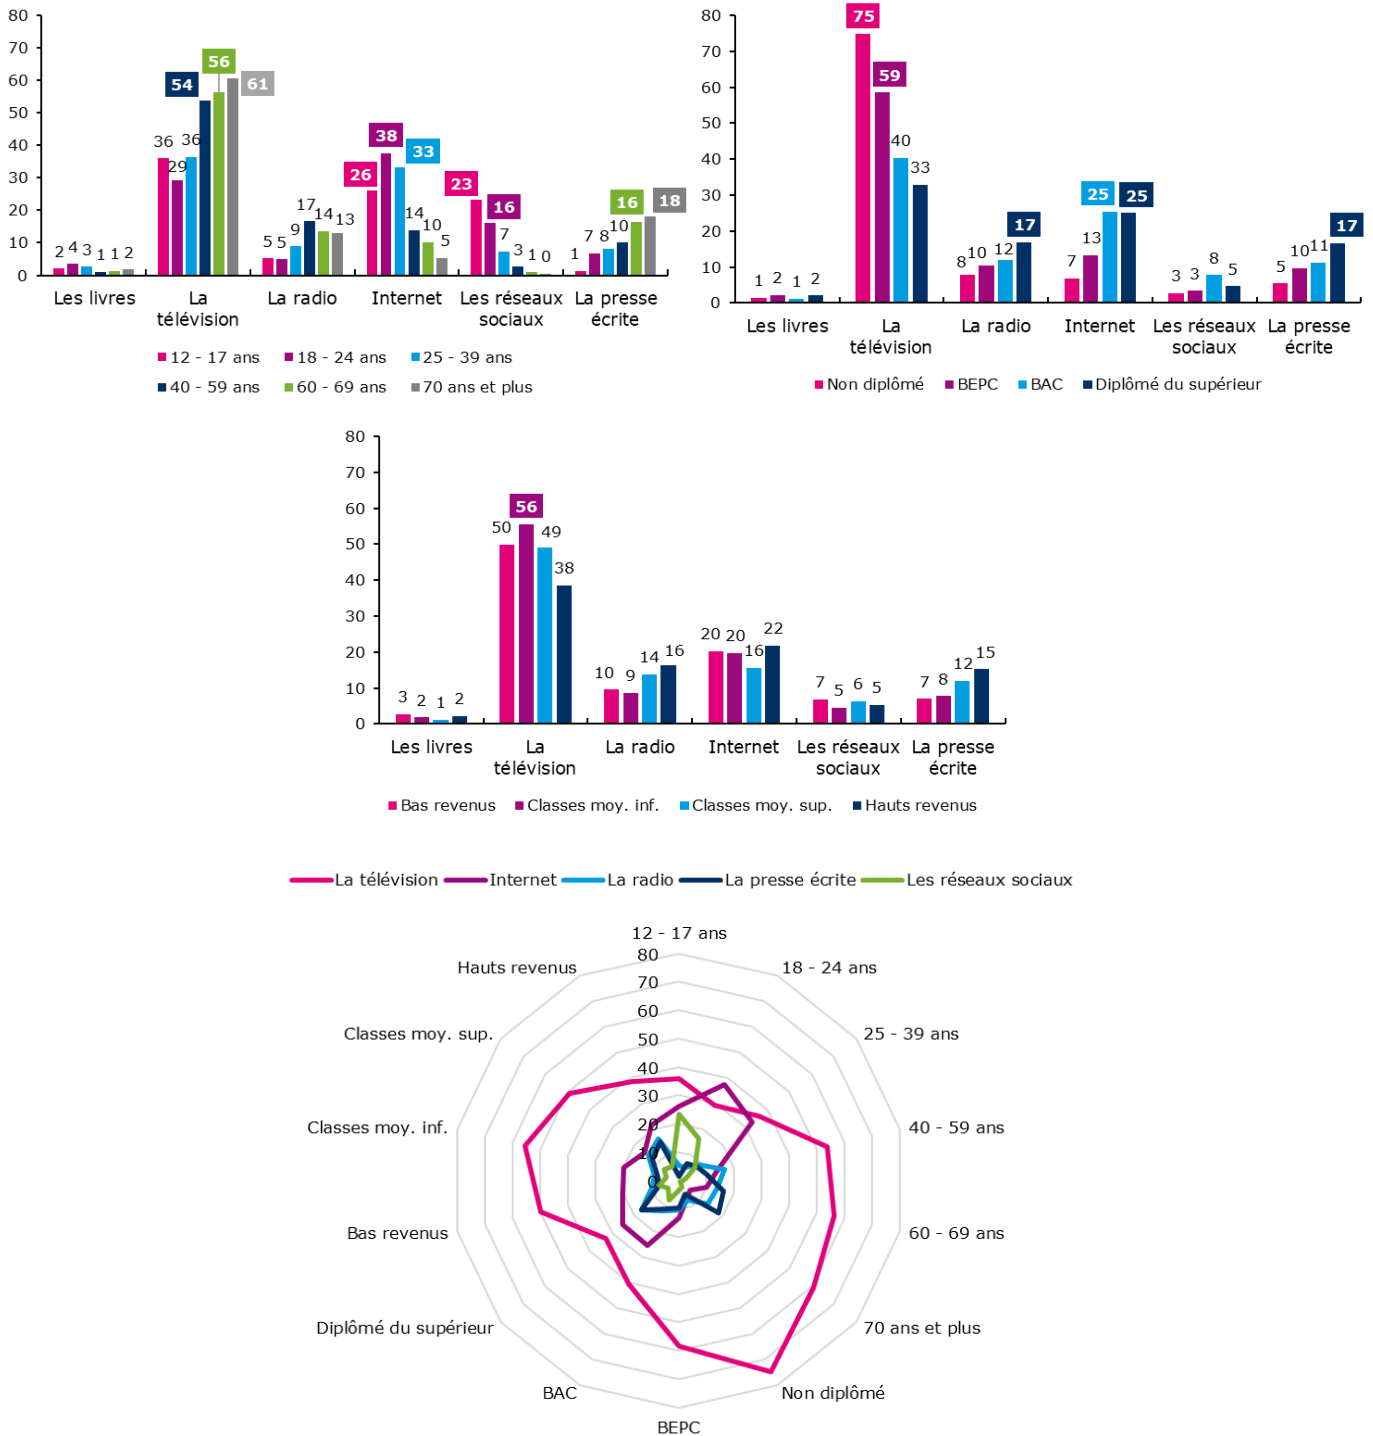 80
70
60
50
40
30
20
10
0
2 4 3 1 1 2
36 29 36 54 56 61
5 5 9 17 14 13
26 38 33 14 10 5
23 16 7 3 1 0
1 7 8 10 16 18
Les livres
La
télévision
La radio
Internet
Les réseaux
sociaux
La presse
écrite
12 - 17 ans 18 - 24 ans 25 - 39 ans
40 - 59 ans 60 - 69 ans 70 ans et plus
80
70
60
50
40
30
20
10
0
1 2 1 2
75 59 40 33
8 10 12 17
7 13 25 25
3 3 8 5
5 10 11 17
Les livres
La
télévision
La radio
Internet
Les réseaux
sociaux
La presse
écrite
Non diplômé BEPC BAC Diplômé du supérieur
80
70
60
50
40
30
20
10
0
3 2 1 2
50 56 49 38
10 9 14 16
20 20 16 22
7 5 6 5
7 8 12 15
Les livres
La
télévision
La radio
Internet
Les réseaux
sociaux
La presse
écrite
Bas revenus Classes moy. inf. Classes moy. sup. Hauts revenus
La télévision Internet La radio La presse écrite Les réseaux sociaux
12 - 17 ans
18 - 24 ans
25 - 39 ans
40 - 59 ans
60 - 69 ans
70 ans et plus
Non diplômé
BEPC
BAC
Diplômé du supérieur
Bas revenus
Classes moy. inf.
Classes moy. sup.
Hauts revenus
80
70
60
50
40
30
20
10
0